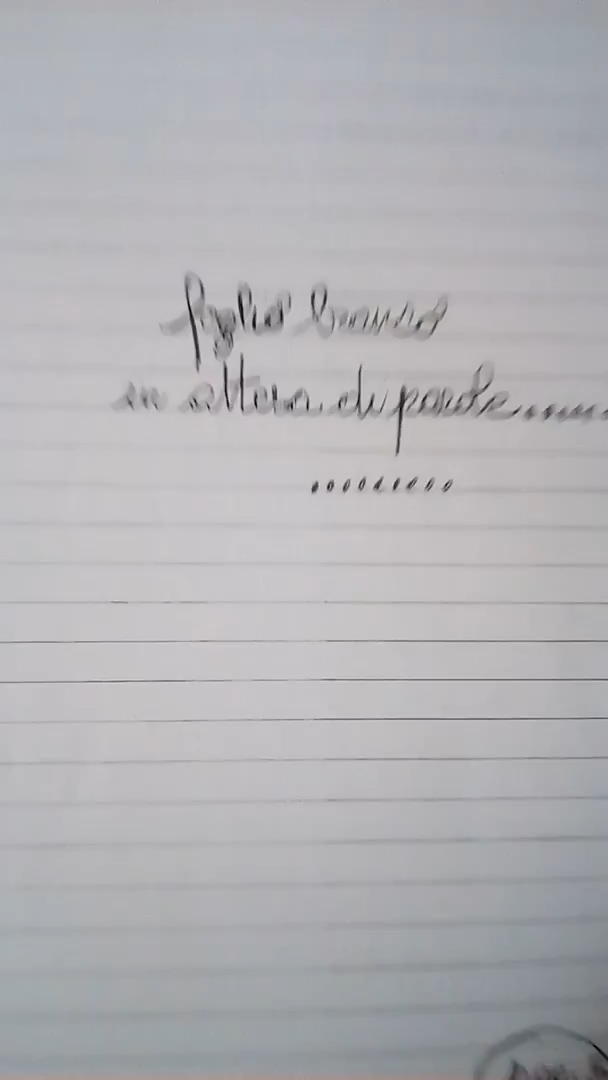 foglio bianco
in attesa di parole.......
.........